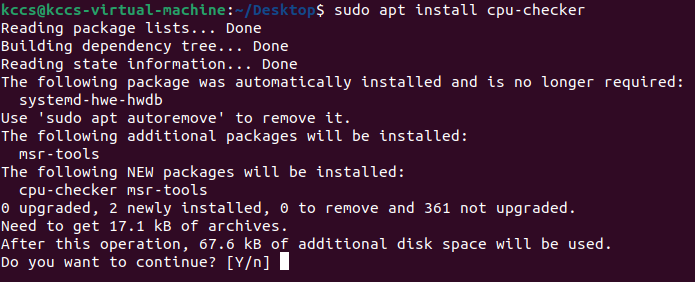 kccs@kccs-virtual-machine:~/Desktop$ sudo apt install cpu-checker
Reading package lists... Done
Building dependency tree... Done
Reading state information... Done
The following package was automatically installed and is no longer required:
  systemd-hwe-hwdb
Use 'sudo apt autoremove' to remove it.
The following additional packages will be installed:
  msr-tools
The following NEW packages will be installed:
  cpu-checker msr-tools
0 upgraded, 2 newly installed, 0 to remove and 361 not upgraded.
Need to get 17.1 kB of archives.
After this operation, 67.6 kB of additional disk space will be used.
Do you want to continue? [Y/n]